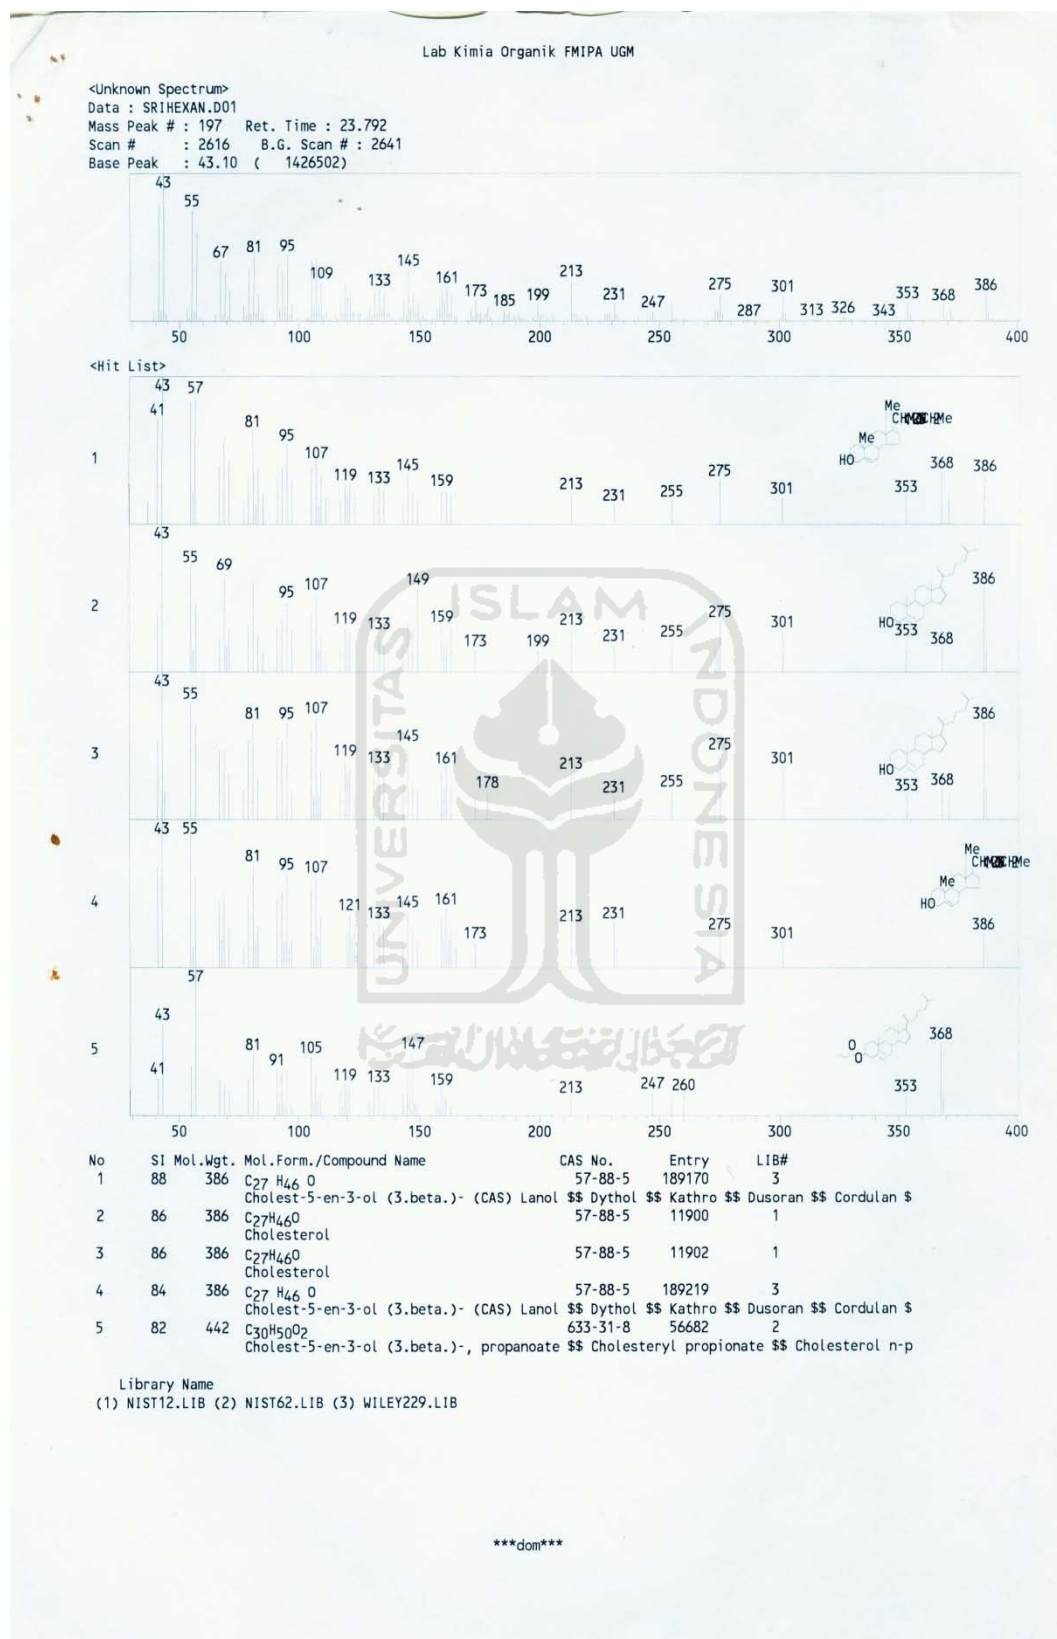 Lab Kimia Organik FMIPA UGM
<Unknown Spectrum>
Data : SRIHEXAN.D01
Mass Peak # : 197 Ret. Time : 23.792
Scan # : 2616 B.G. Scan # : 2641
Base Peak : 43.10 ( 1426502)
43 55 67 81 95 109 133 145 161 173 185 199 213 231 247 275 287 301 313 326 343 353 368 386
50 100 150 200 250 300 350 400
<Hit List>
1
43 57 41 81 95 107 119 133 145 159 213 231 255 275 301 353 368 386
Me
Me
HO
2
43 55 69 95 107 119 133 149 159 173 199 213 231 255 275 301 353 368 386
HO
3
43 55 81 95 107 119 133 145 161 178 213 231 255 275 301 353 368 386
HO
4
43 55 81 95 107 121 133 145 161 173 213 231 275 301 386
Me
Me
HO
5
57 43 41 81 91 105 119 133 147 159 213 247 260 353 368
O
O
50 100 150 200 250 300 350 400
ISLAM
UNIVERSITAS
INDONESIA
No SI Mol.Wgt. Mol.Form./Compound Name CAS No. Entry LIB#
1 88 386 C27 H46 O 57-88-5 189170 3
Cholest-5-en-3-ol (3.beta.)- (CAS) Lanol $$ Dythol $$ Kathro $$ Dusoran $$ Cordulan $
2 86 386 C27H46O 57-88-5 11900 1
Cholesterol
3 86 386 C27H46O 57-88-5 11902 1
Cholesterol
4 84 386 C27 H46 O 57-88-5 189219 3
Cholest-5-en-3-ol (3.beta.)- (CAS) Lanol $$ Dythol $$ Kathro $$ Dusoran $$ Cordulan $
5 82 442 C30H50O2 633-31-8 56682 2
Cholest-5-en-3-ol (3.beta.)-, propanoate $$ Cholesteryl propionate $$ Cholesterol n-p
Library Name
(1) NIST12.LIB (2) NIST62.LIB (3) WILEY229.LIB
***dom***